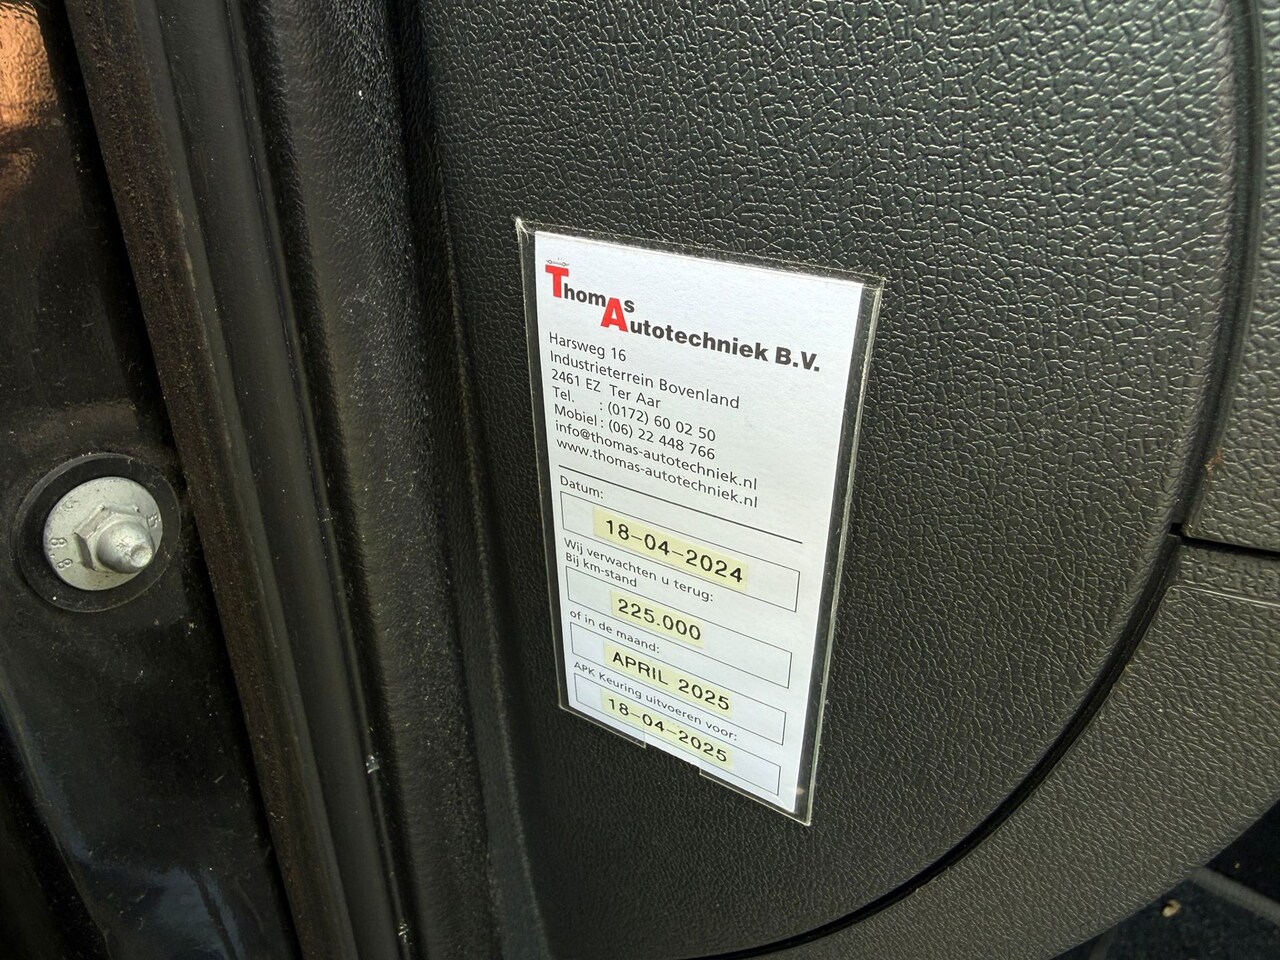 Thomas
Autotechniek B.V.
Harsweg 16
Industrieterrein Bovenland
2461 EZ Ter Aar
Tel. : (0172) 60 02 50
Mobiel : (06) 22 448 766
info@thomas-autotechniek.nl
www.thomas-autotechniek.nl
Datum:
18-04-2024
Wij verwachten u terug:
Bij km-stand
225.000
of in de maand:
APRIL 2025
APK Keuring uitvoeren voor:
18-04-2025
8.8